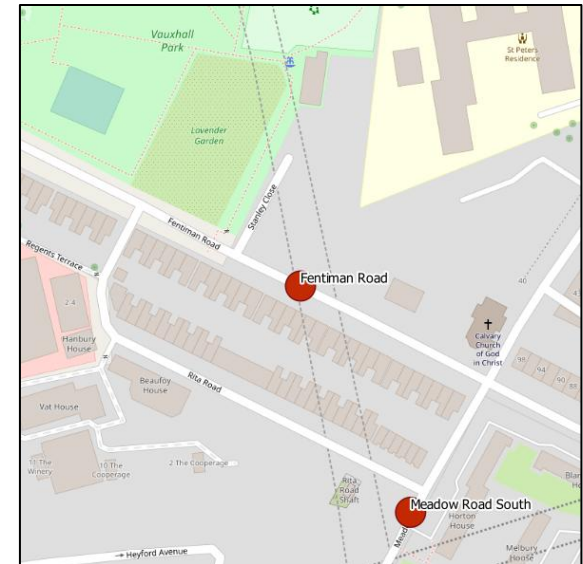 Vauxhall
Park
St Peters
Residence
Lavender
Garden
Stanley Close
Fentiman Road
Regents Terrace
Fentiman Road
2 4
40
Calvary
Church
of God
in Christ
Hanbury
House
98
94
90
Rita Road
Beaufoy
House
Vat House
11 The
Winery
10 The
Cooperage
2 The Cooperage
Rita
Road
Meadow Road South
Horton
House
Melbury
House
→ Heyford Avenue